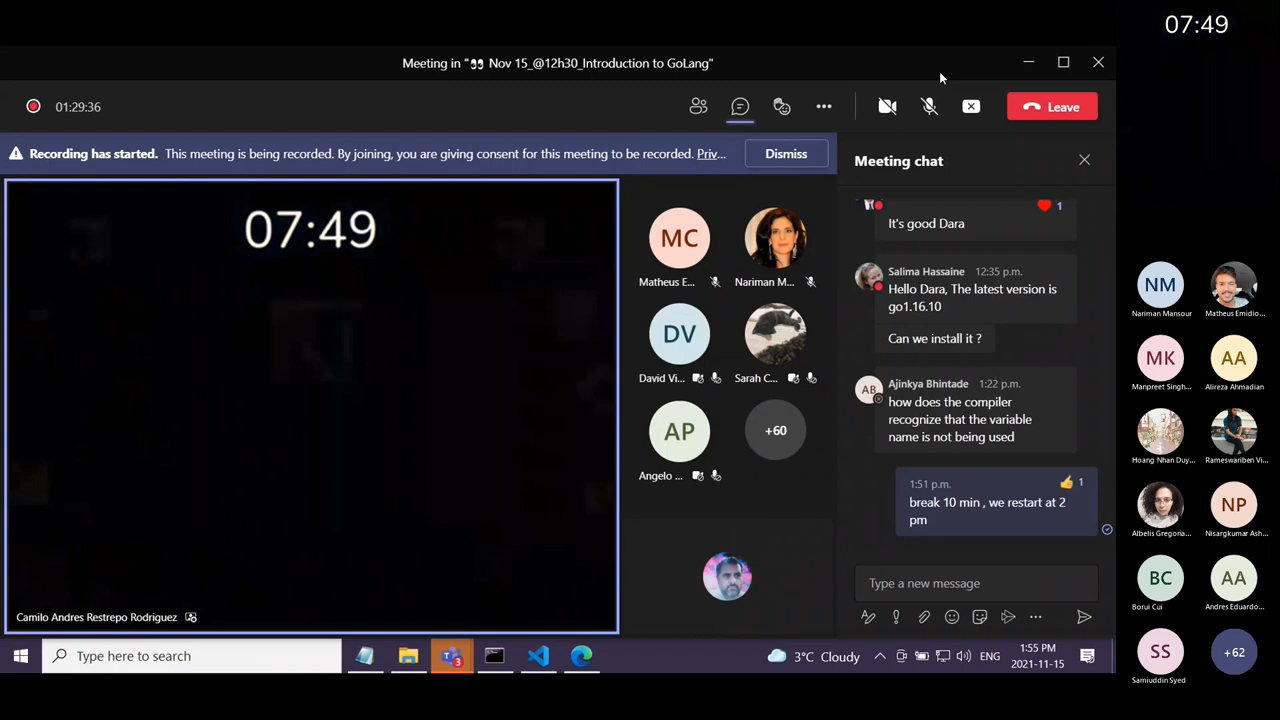 07:49
Meeting in "👀 Nov 15_@12h30_Introduction to GoLang"
01:29:36
Leave
Recording has started. This meeting is being recorded. By joining, you are giving consent for this meeting to be recorded. Priv...
Dismiss
Meeting chat
07:49
MC
Matheus E...
Nariman M...
DV
David Vi...
Sarah C...
AP
Angelo ...
+60
Camilo Andres Restrepo Rodriguez
1
It's good Dara
Salima Hassaine 12:35 p.m.
Hello Dara, The latest version is
go1.16.10
Can we install it ?
AB
Ajinkya Bhintade 1:22 p.m.
how does the compiler
recognize that the variable
name is not being used
1:51 p.m. 👍 1
break 10 min , we restart at 2
pm
Type a new message
NM
Nariman Mansour
Matheus Emidio...
MK
Manpreet Singh...
AA
Alireza Ahmadian
Hoang Nhan Duy...
Rameswariben Vi...
Albelis Gregoria...
NP
Nisargkumar Ash...
BC
Borui Cui
AA
Andres Eduardo...
SS
Samiuddin Syed
+62
Type here to search
3
3°C Cloudy
ENG
1:55 PM
2021-11-15